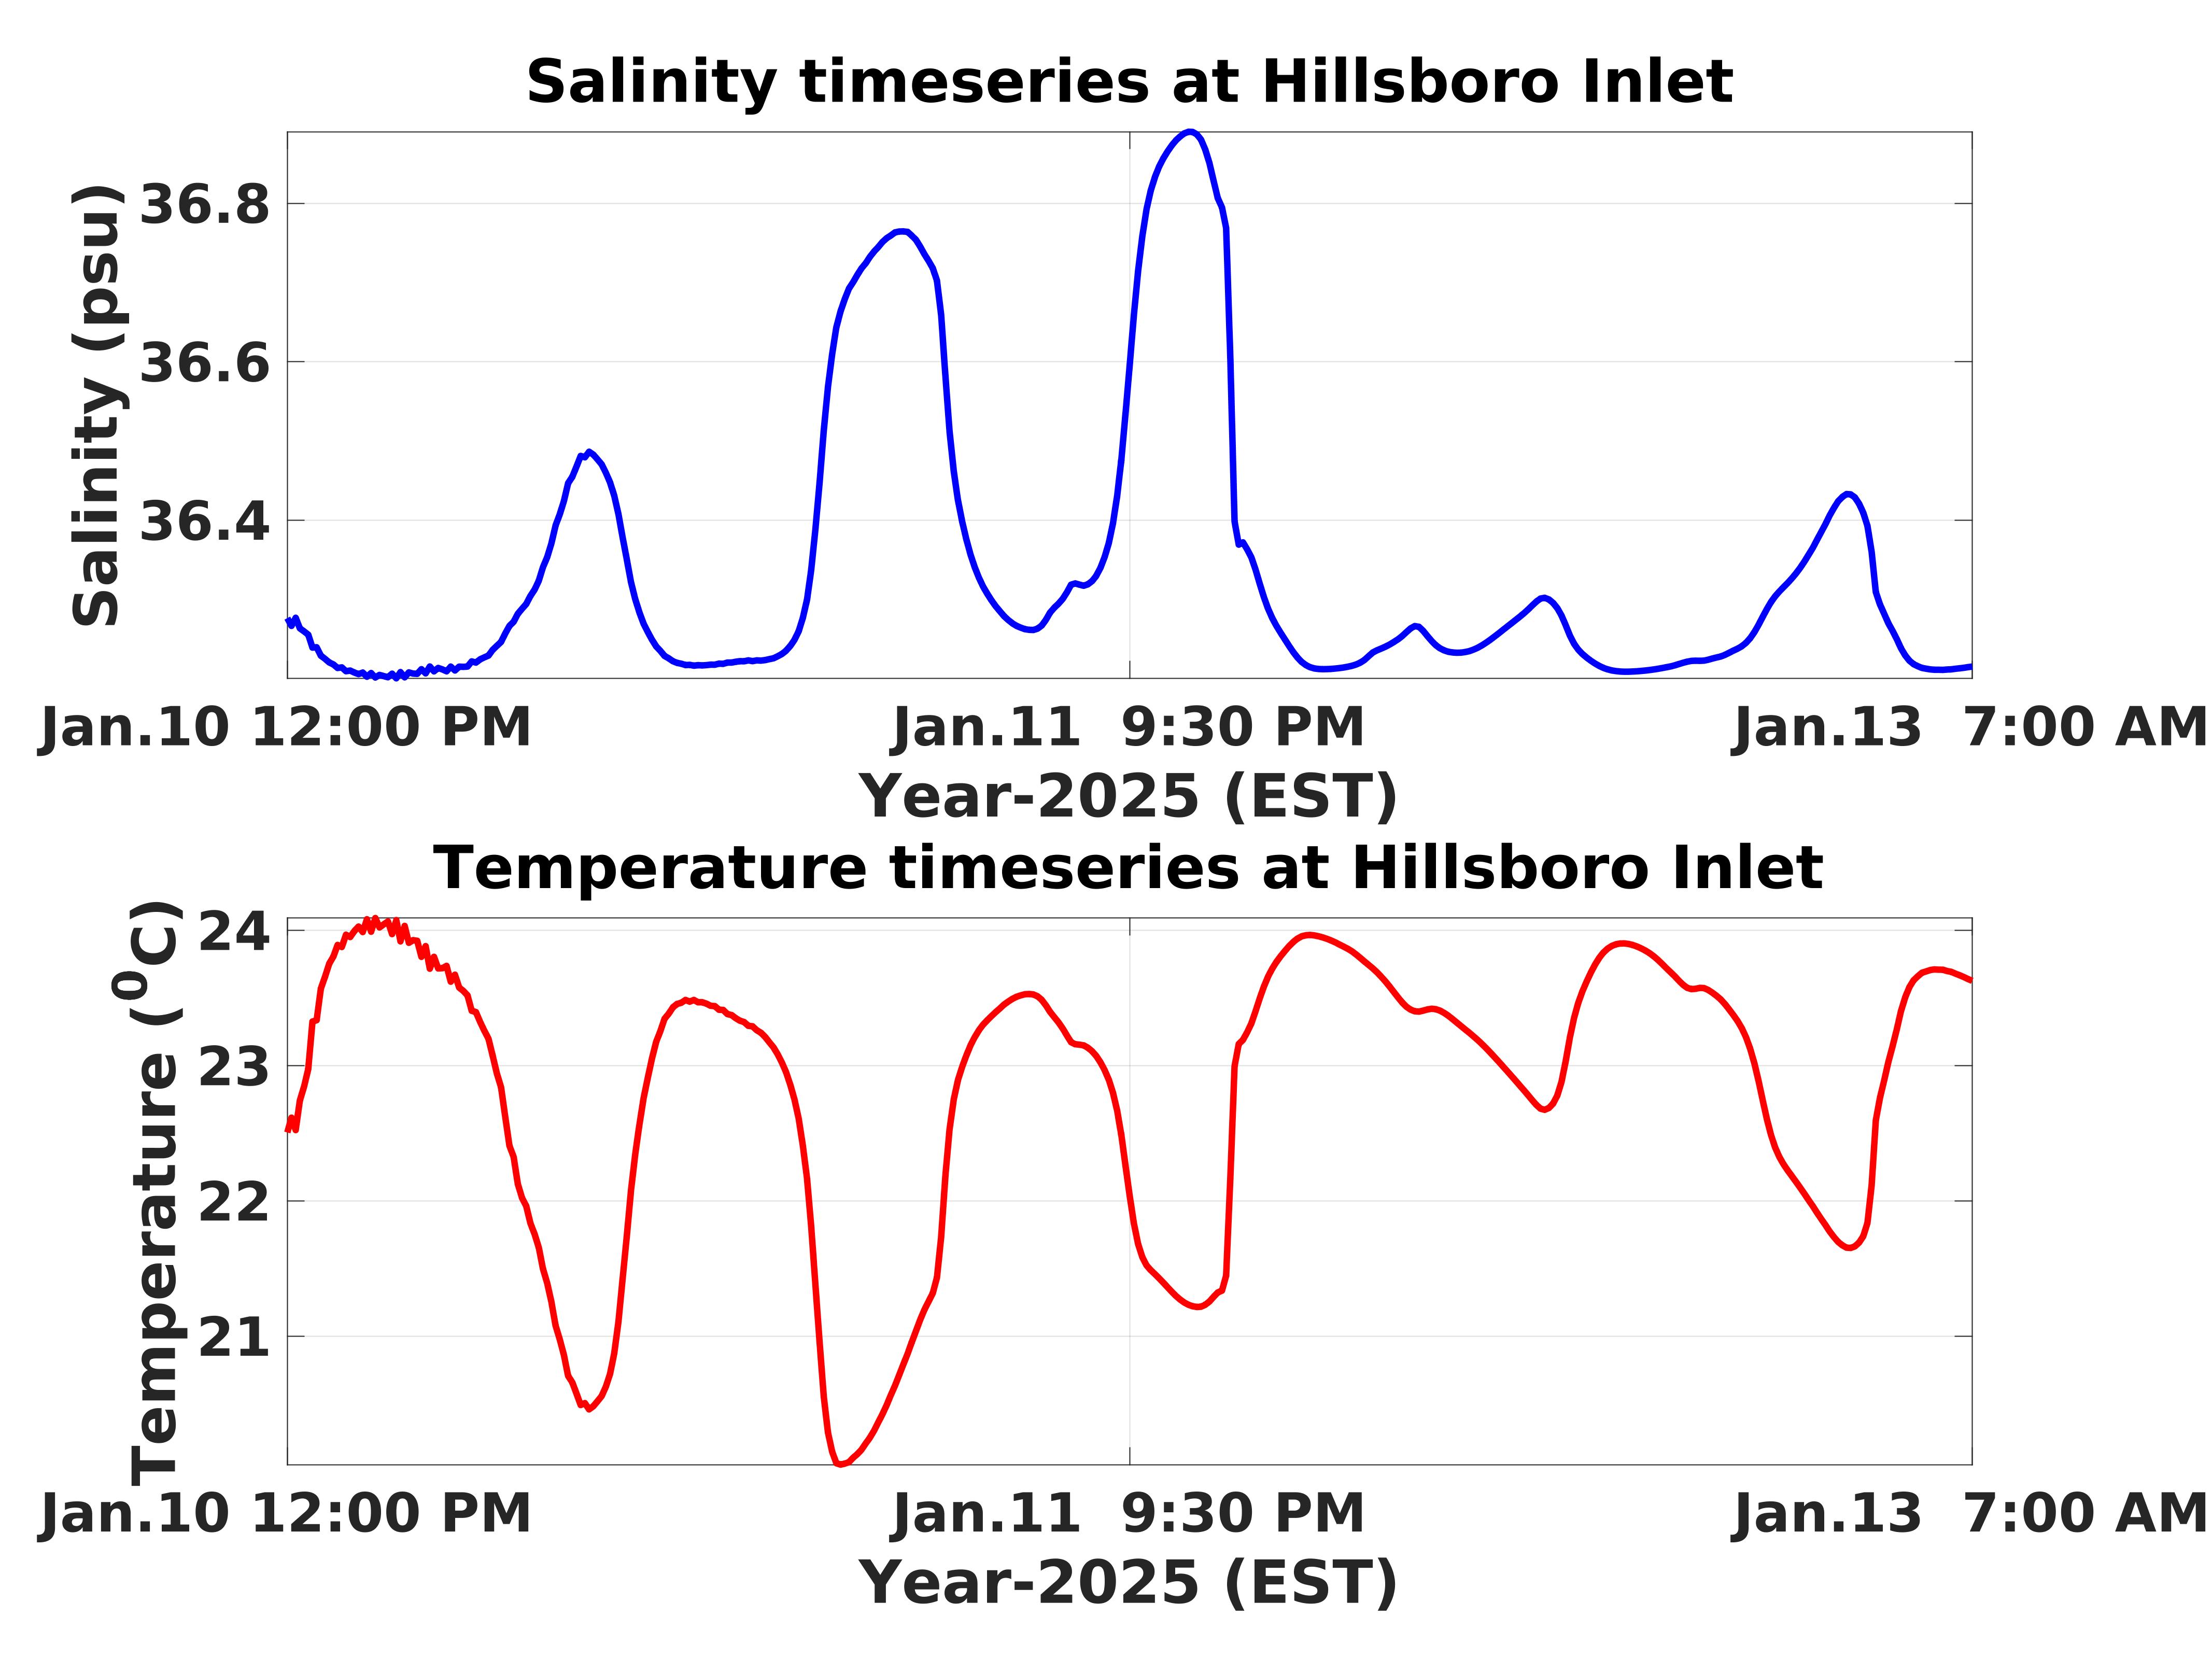 Salinity timeseries at Hillsboro Inlet
Salinity (psu)
36.8
36.6
36.4
Jan.10 12:00 PM Jan.11  9:30 PM Jan.13  7:00 AM
Year-2025 (EST)
Temperature timeseries at Hillsboro Inlet
Temperature (⁰C)
24
23
22
21
Jan.10 12:00 PM Jan.11  9:30 PM Jan.13  7:00 AM
Year-2025 (EST)